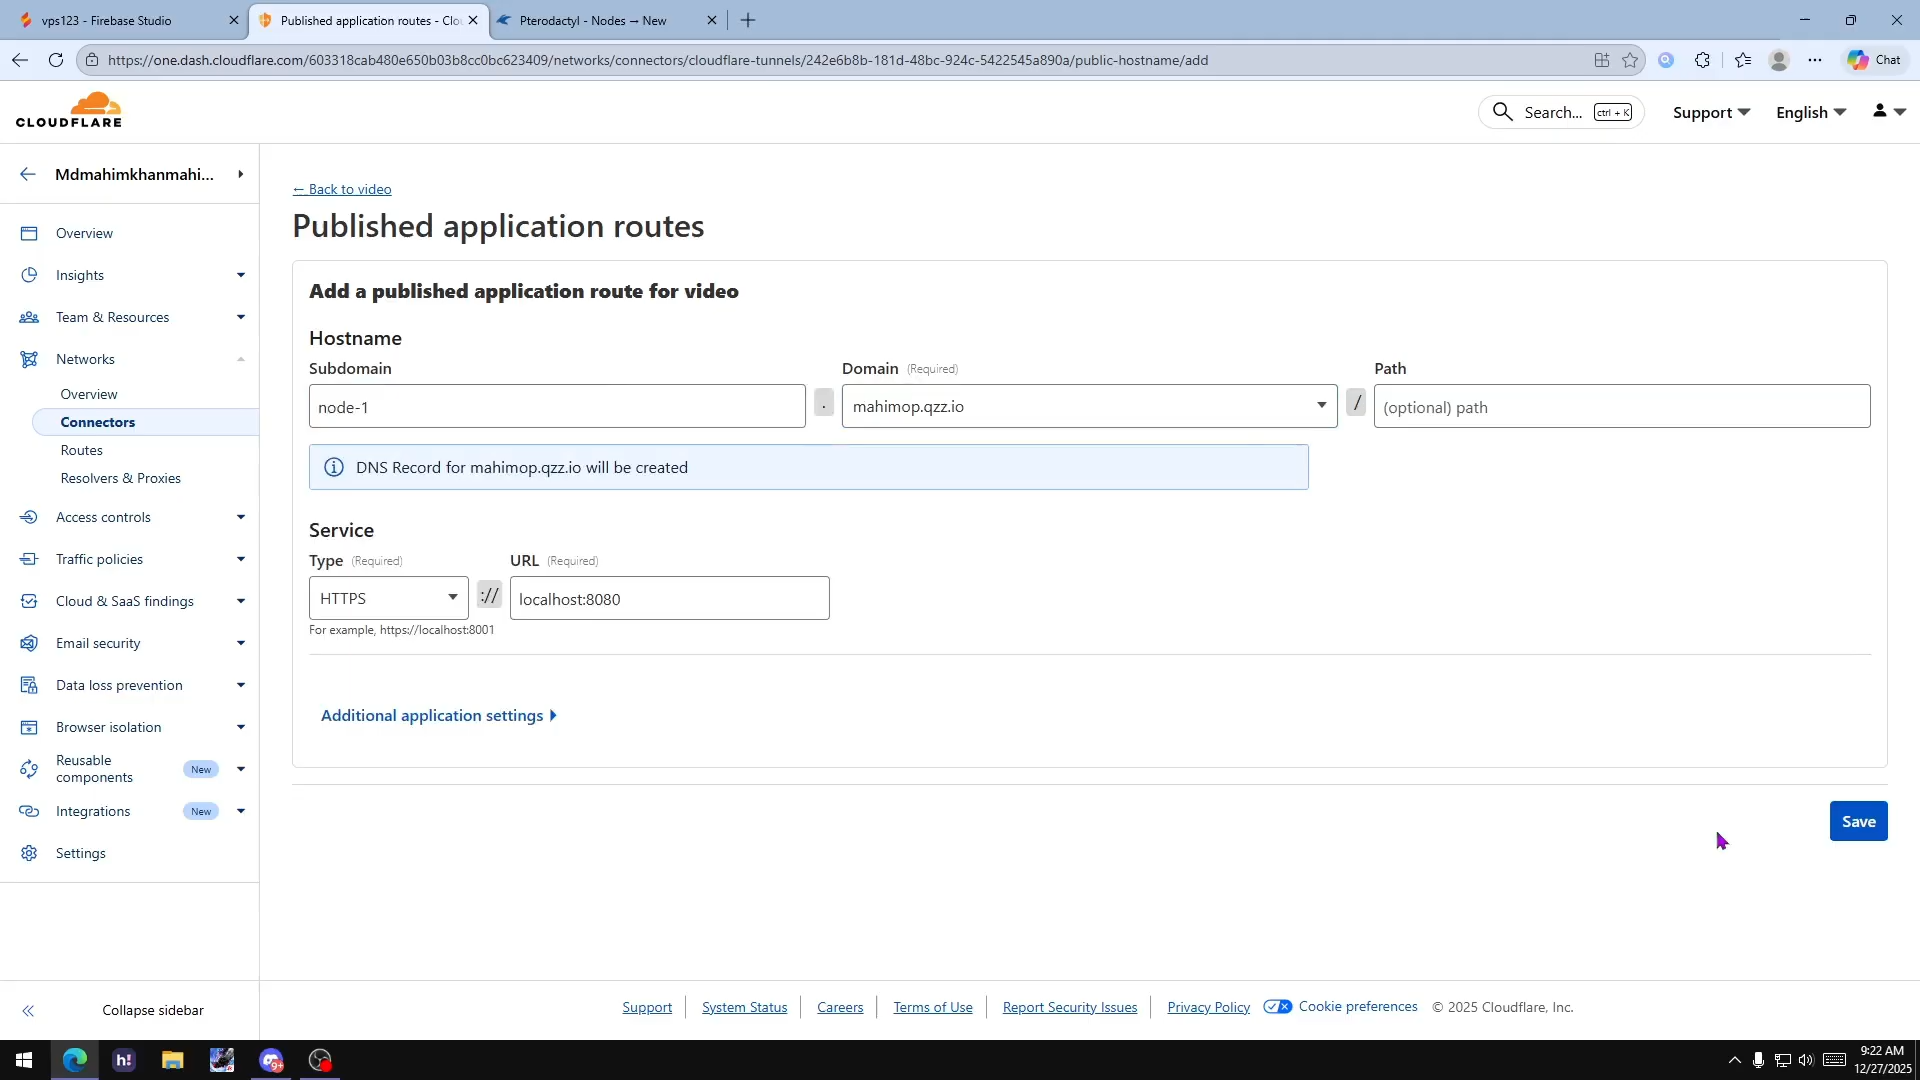 vps123 - Firebase Studio
Published application routes - Clou
Pterodactyl - Nodes → New
https://one.dash.cloudflare.com/603318cab480e650b03b8cc0bc623409/networks/connectors/cloudflare-tunnels/242e6b8b-181d-48bc-924c-5422545a890a/public-hostname/add
Chat
CLOUDFLARE
Search... ctrl + K
Support
English
Mdmahimkhanmahi...
Overview
Insights
Team & Resources
Networks
Overview
Connectors
Routes
Resolvers & Proxies
Access controls
Traffic policies
Cloud & SaaS findings
Email security
Data loss prevention
Browser isolation
Reusable components New
Integrations New
Settings
Collapse sidebar
← Back to video
Published application routes
Add a published application route for video
Hostname
Subdomain
Domain (Required)
Path
node-1
.
mahimop.qzz.io
/
(optional) path
DNS Record for mahimop.qzz.io will be created
Service
Type (Required)
URL (Required)
HTTPS
://
localhost:8080
For example, https://localhost:8001
Additional application settings
Save
Support
System Status
Careers
Terms of Use
Report Security Issues
Privacy Policy
Cookie preferences
© 2025 Cloudflare, Inc.
h!
9+
9:22 AM
12/27/2025